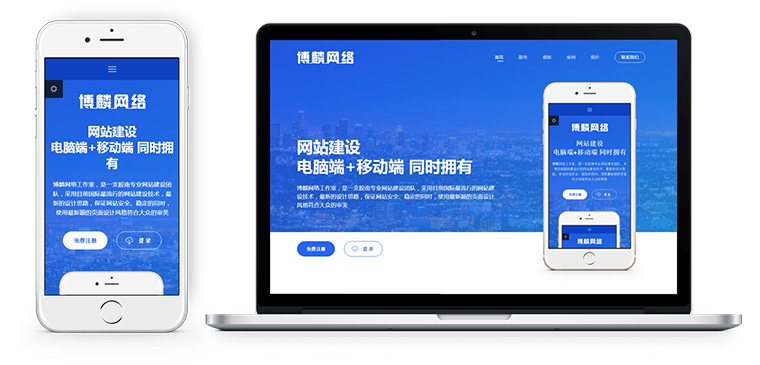 博麟网络
网站建设
电脑端+移动端 同时拥
有
博麟网络工作室，是一支胶南专业网站建设团
队，采用目前国际最流行的网站建设技术，最
新的设计思路，保证网站安全、稳定的同时，
使用最新颖的页面设计风格符合大众的审美
免费注册
登录
博麟网络
首页
服务
模板
案例
报价
联系我们
网站建设
电脑端+移动端 同时拥有
博麟网络工作室，是一支胶南专业网站建设团队，采用目前国际最流行的网站建
设技术、最新的设计思路，保证网站安全、稳定的同时，使用最新颖的页面设计
风格符合大众的审美
免费注册
登录
博麟网络
网站建设
电脑端+移动端 同时拥有
免费注册
登录
博麟网络